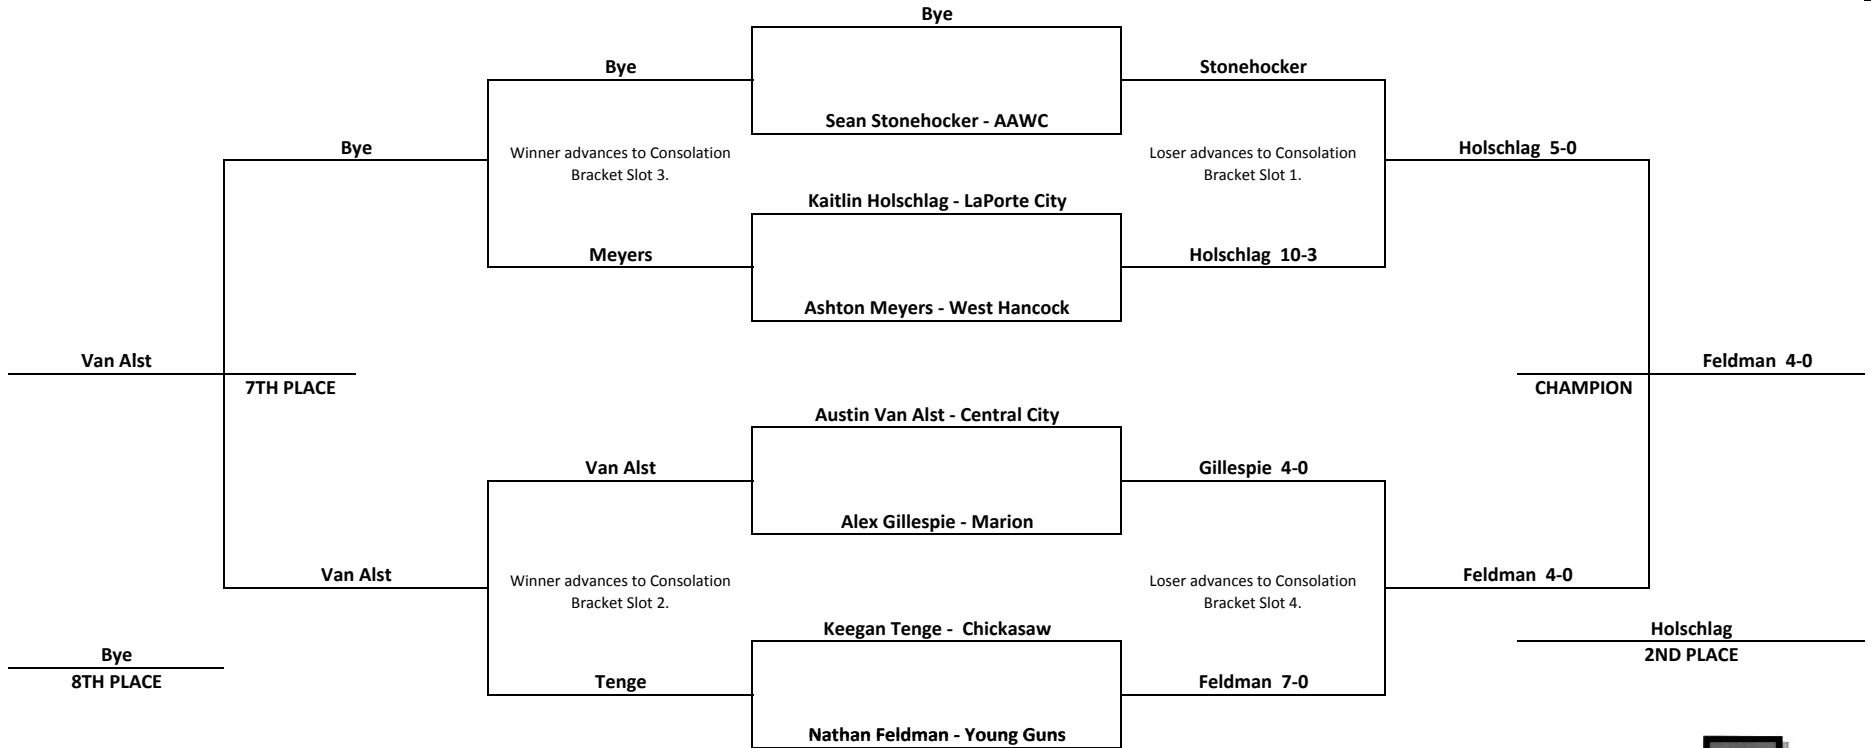 Bye
Bye
Stonehocker
Sean Stonehocker - AAWC
Bye
Winner advances to Consolation
Bracket Slot 3.
Loser advances to Consolation
Bracket Slot 1.
Holschlag 5-0
Kaitlin Holschlag - LaPorte City
Meyers
Holschlag 10-3
Ashton Meyers - West Hancock
Van Alst
7TH PLACE
Feldman 4-0
CHAMPION
Austin Van Alst - Central City
Van Alst
Gillespie 4-0
Alex Gillespie - Marion
Van Alst
Winner advances to Consolation
Bracket Slot 2.
Loser advances to Consolation
Bracket Slot 4.
Feldman 4-0
Keegan Tenge - Chickasaw
Holschlag
2ND PLACE
Bye
8TH PLACE
Tenge
Feldman 7-0
Nathan Feldman - Young Guns